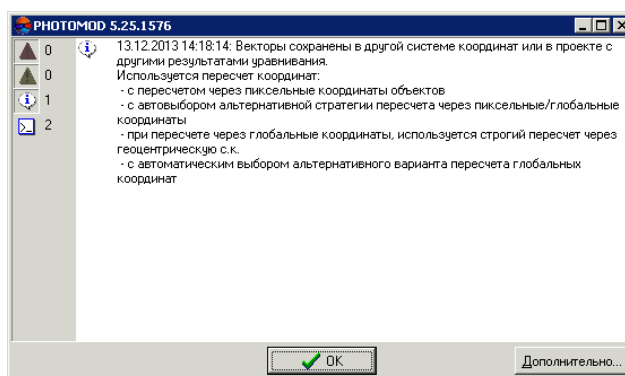 PHOTOMOD 5.25.1576
0
0
1
2
13.12.2013 14:18:14: Векторы сохранены в другой системе координат или в проекте с
другими результатами уравнивания.
Используется пересчет координат:
- с пересчетом через пиксельные координаты объектов
- с автовыбором альтернативной стратегии пересчета через пиксельные/глобальные
координаты
- при пересчете через глобальные координаты, используется строгий пересчет через
геоцентрическую с.к.
- с автоматическим выбором альтернативного варианта пересчета глобальных
координат
OK
Дополнительно...